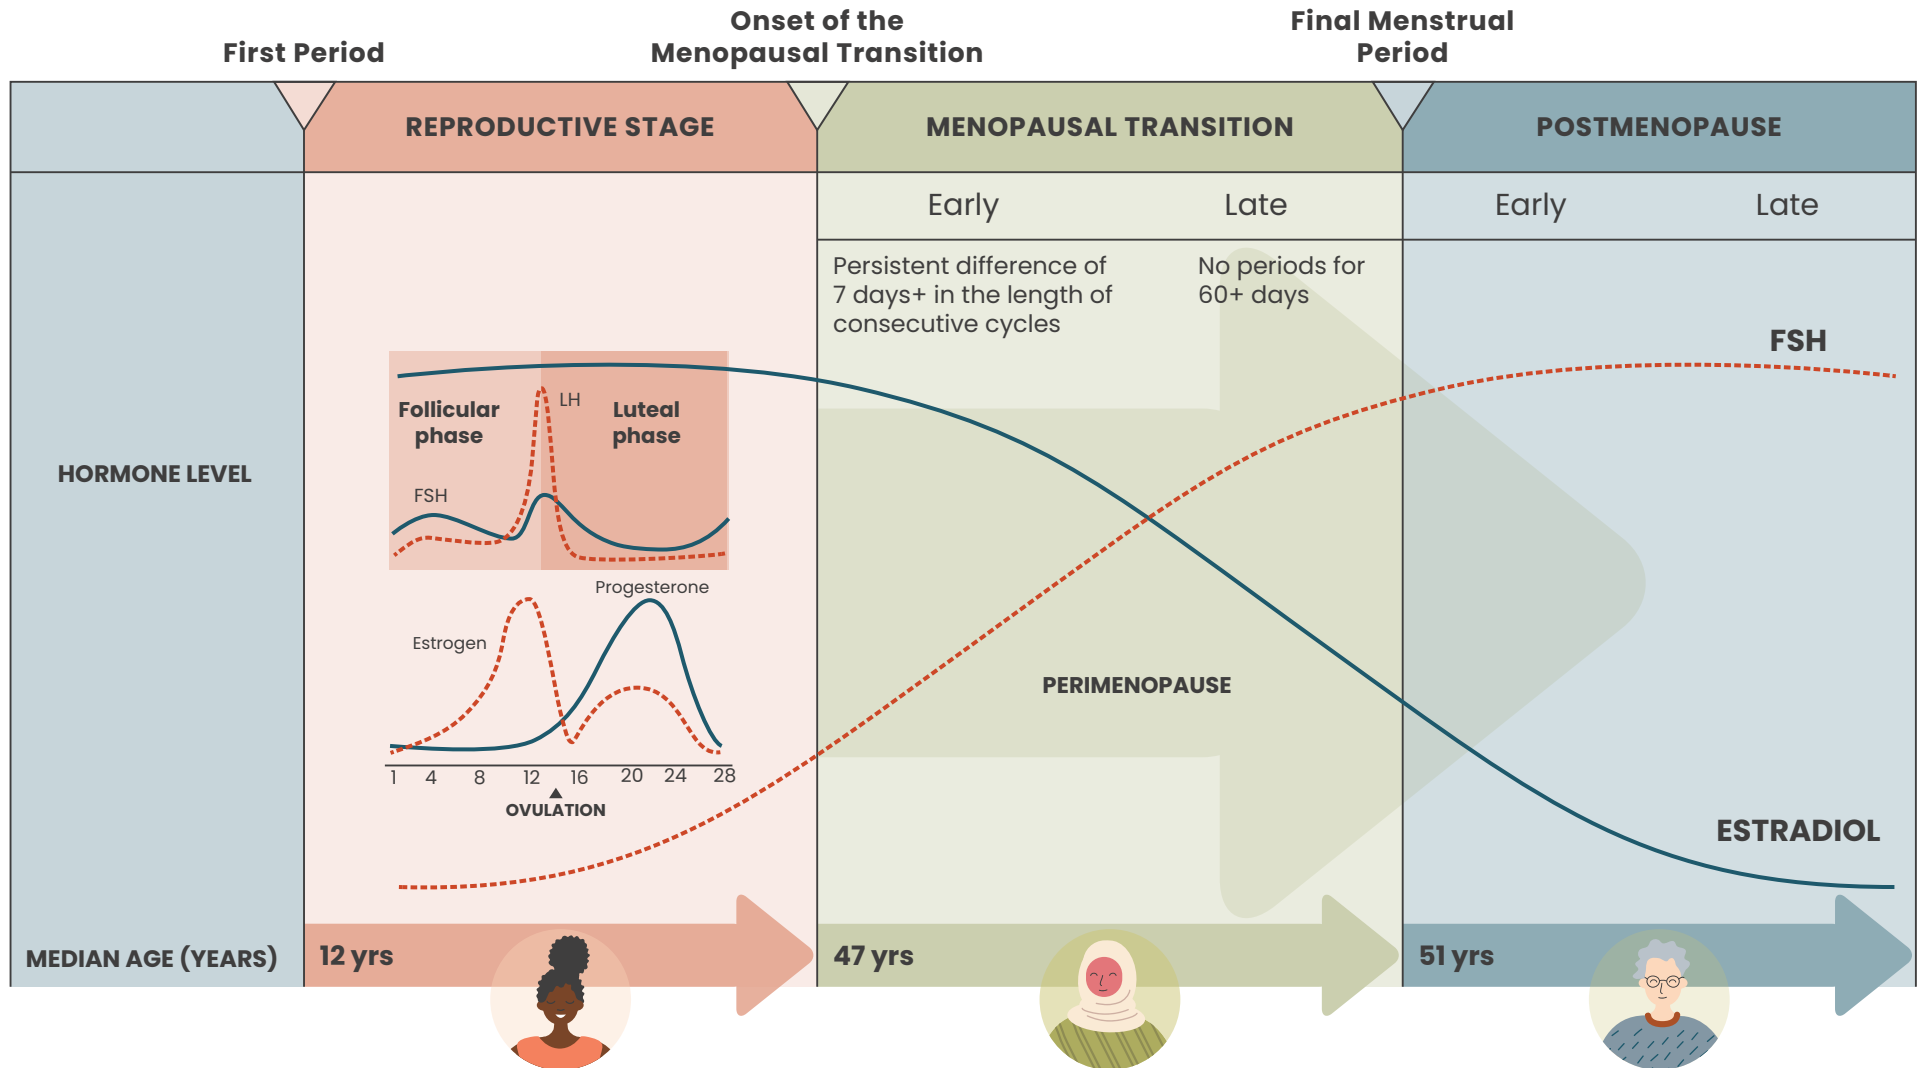 First Period
Onset of the
Menopausal Transition
Final Menstrual
Period
REPRODUCTIVE STAGE
MENOPAUSAL TRANSITION
POSTMENOPAUSE
Early
Late
Early
Late
Persistent difference of
7 days+ in the length of
consecutive cycles
No periods for
60+ days
HORMONE LEVEL
Follicular
phase
LH
Luteal
phase
FSH
Progesterone
Estrogen
1 4 8 12 16 20 24 28
OVULATION
PERIMENOPAUSE
FSH
ESTRADIOL
MEDIAN AGE (YEARS)
12 yrs
47 yrs
51 yrs